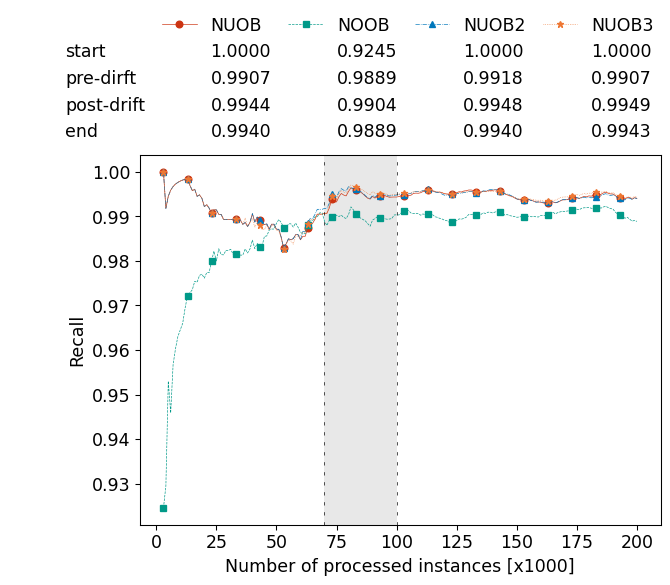 NUOB NOOB NUOB2 NUOB3
start 1.0000 0.9245 1.0000 1.0000
pre-dirft 0.9907 0.9889 0.9918 0.9907
post-drift 0.9944 0.9904 0.9948 0.9949
end 0.9940 0.9889 0.9940 0.9943
1.00
0.99
0.98
0.97
0.96
0.95
0.94
0.93
Recall
0 25 50 75 100 125 150 175 200
Number of processed instances [x1000]